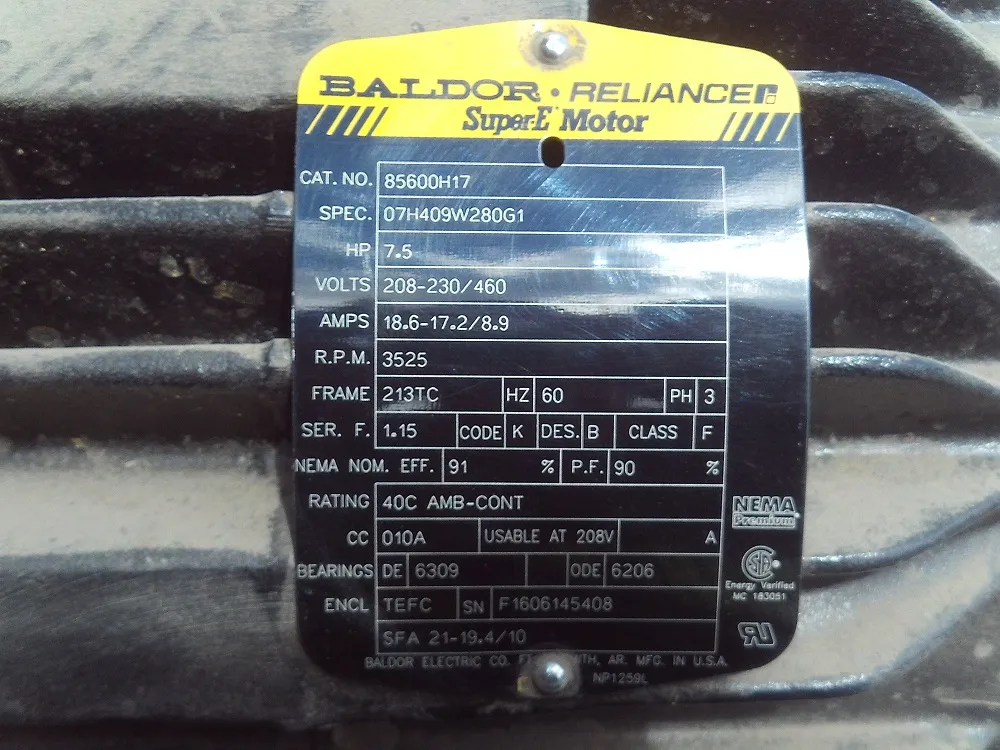 BALDOR • RELIANCE
Super-E Motor
CAT. NO. 85600H17
SPEC. 07H409W280G1
HP 7.5
VOLTS 208-230/460
AMPS 18.6-17.2/8.9
R.P.M. 3525
FRAME 213TC HZ 60 PH 3
SER. F. 1.15 CODE K DES. B CLASS F
NEMA NOM. EFF. 91 % P.F. 90 %
RATING 40C AMB-CONT
NEMA
Premium
CC 010A USABLE AT 208V A
BEARINGS DE 6309 ODE 6206
Energy Verified
MC 183051
ENCL TEFC SN F1606145408
SFA 21-19.4/10
BALDOR ELECTRIC CO. AR. MFG. IN U.S.A.
NP1259L